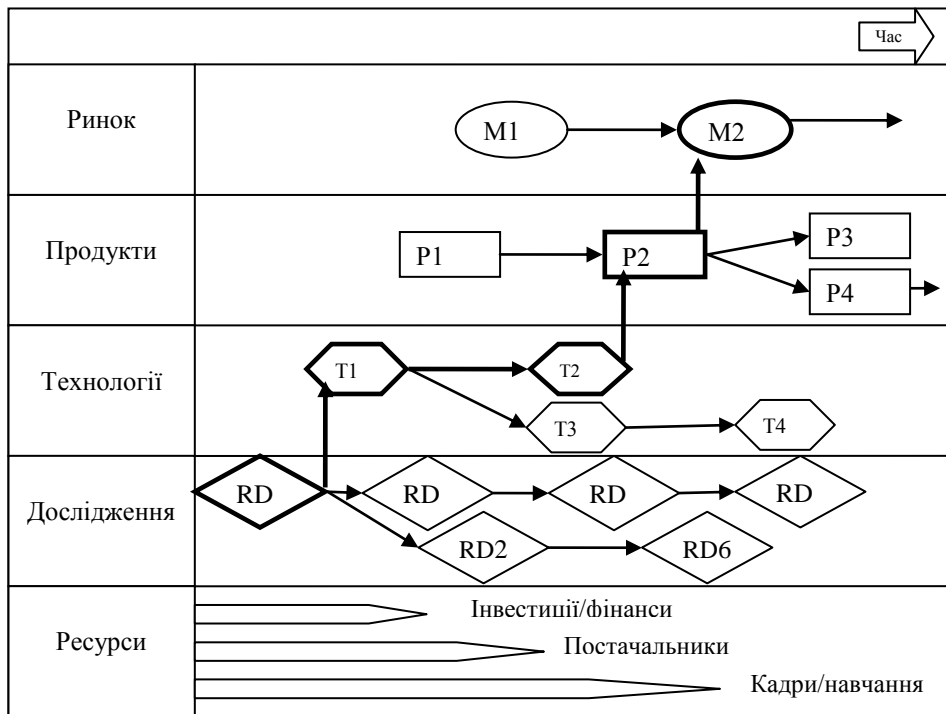 Час
Ринок
M1
M2
Продукти
P1
P2
P3
P4
Технології
T1
T2
T3
T4
Дослідження
RD
RD
RD
RD
RD2
RD6
Ресурси
Інвестиції/фінанси
Постачальники
Кадри/навчання